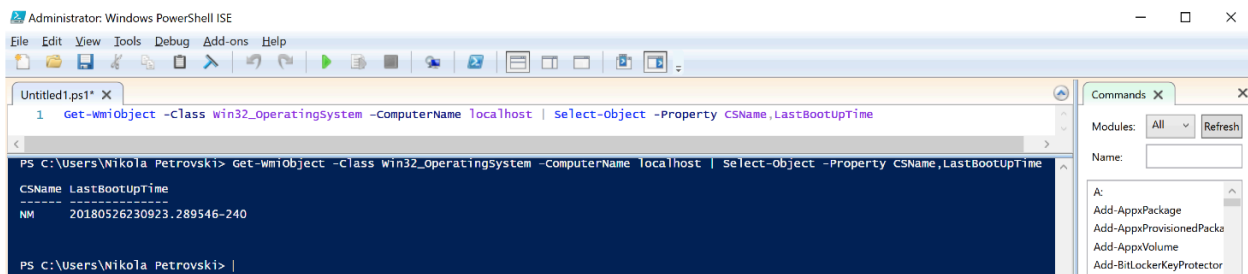 Administrator: Windows PowerShell ISE
File Edit View Tools Debug Add-ons Help
Untitled1.ps1* X
1 Get-WmiObject -Class Win32_OperatingSystem -ComputerName localhost | Select-Object -Property CSName,LastBootUpTime
PS C:\Users\Nikola Petrovski> Get-WmiObject -Class Win32_OperatingSystem -ComputerName localhost | Select-Object -Property CSName,LastBootUpTime
CSName LastBootUpTime
------ --------------
NM 20180526230923.289546-240
PS C:\Users\Nikola Petrovski>
Commands X
Modules: All Refresh
Name:
A:
Add-AppxPackage
Add-AppxProvisionedPacka
Add-AppxVolume
Add-BitLockerKeyProtector